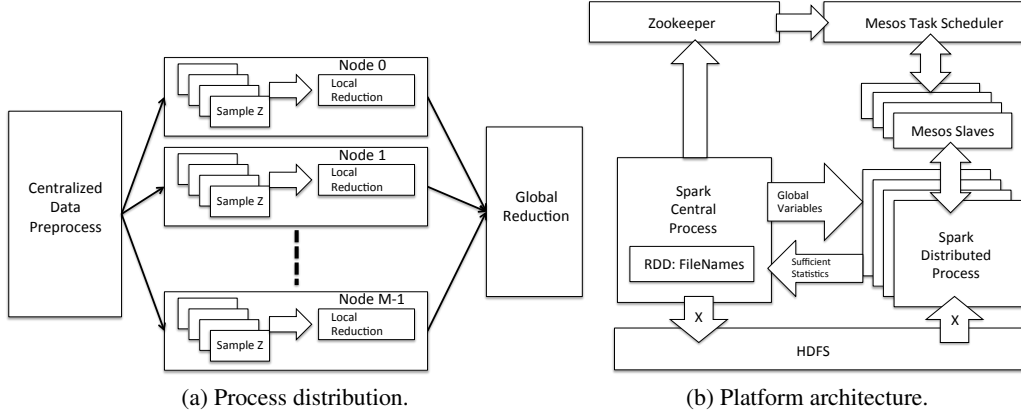 Centralized
Data
Preprocess
Node 0
Sample Z
Local
Reduction
Node 1
Sample Z
Local
Reduction
Node M-1
Sample Z
Local
Reduction
Global
Reduction
(a) Process distribution.
Zookeeper
Mesos Task Scheduler
Mesos Slaves
Spark
Central
Process
RDD: FileNames
Global
Variables
Sufficient
Statistics
Spark
Distributed
Process
X
X
HDFS
(b) Platform architecture.